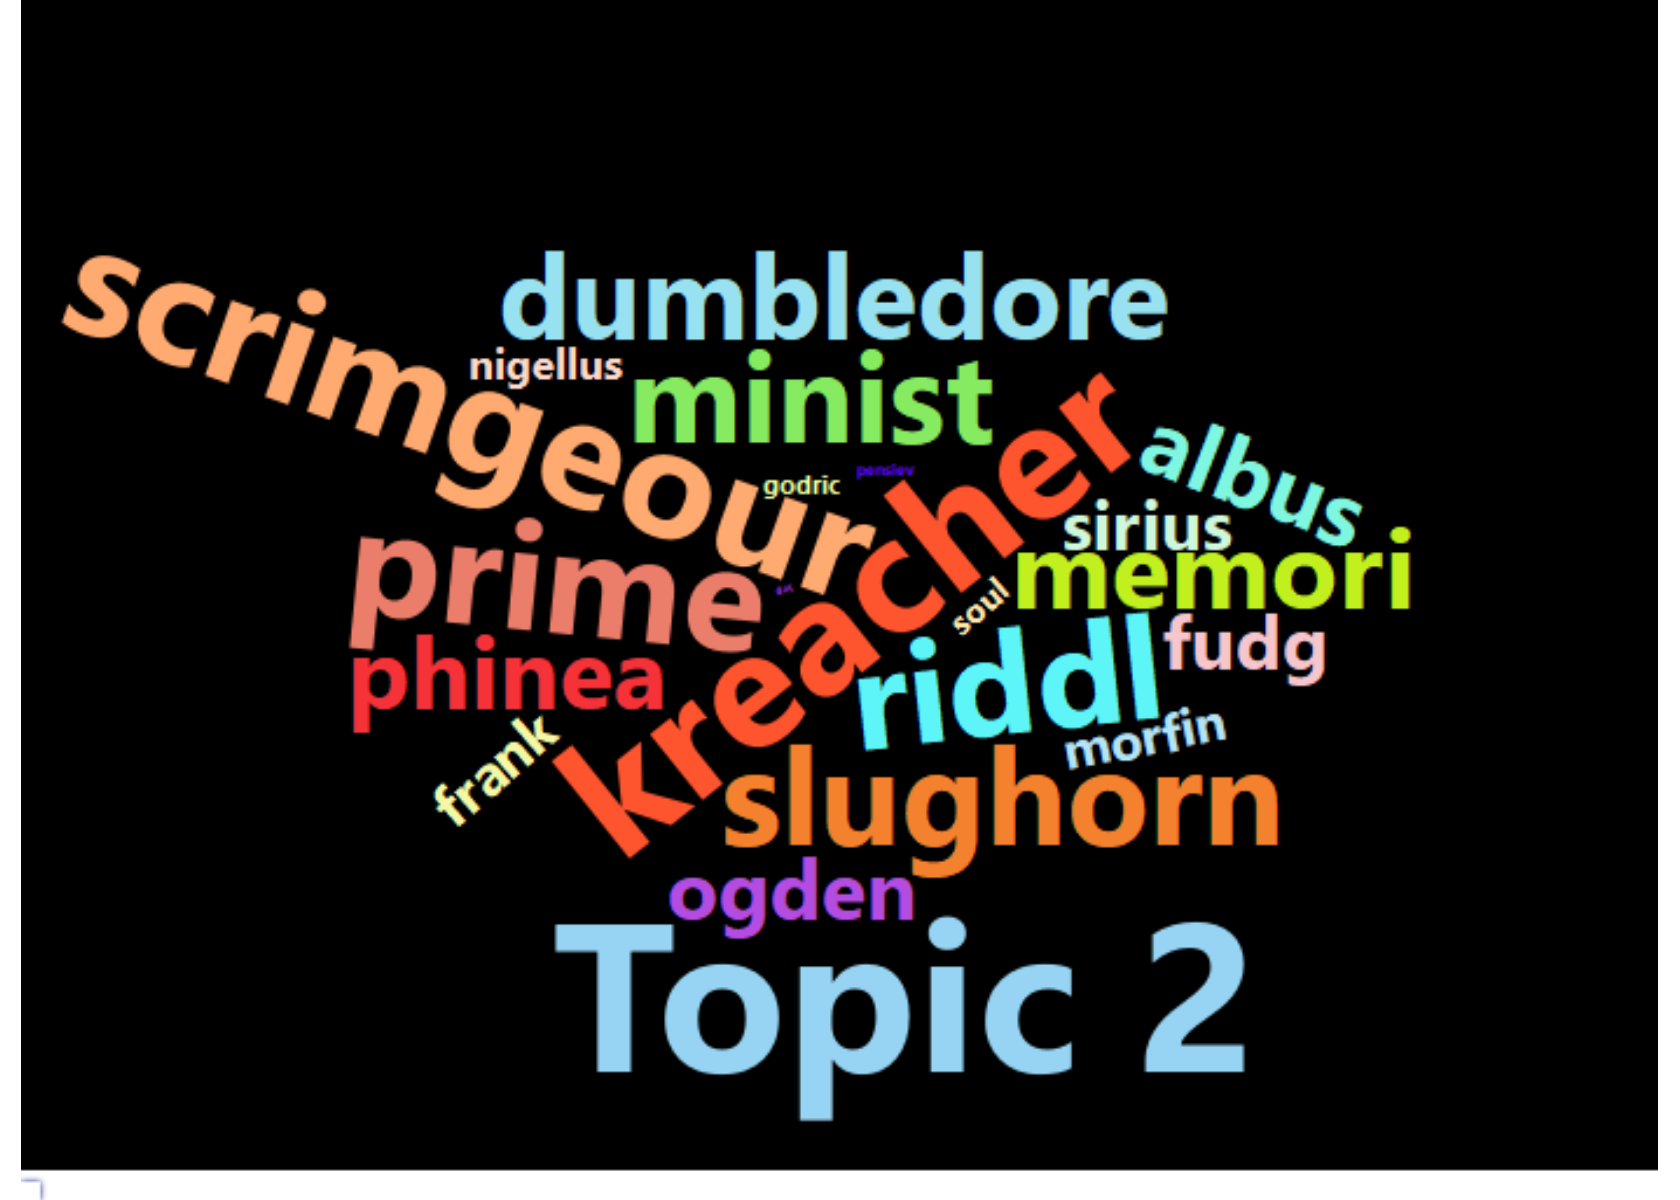 scrimgeour
dumbledore
nigellus
minist
kreacher
albus
godric
pensiev
sirius
prime
memori
soul
phinea
riddl
fudg
frank
morfin
slughorn
ogden
Topic 2